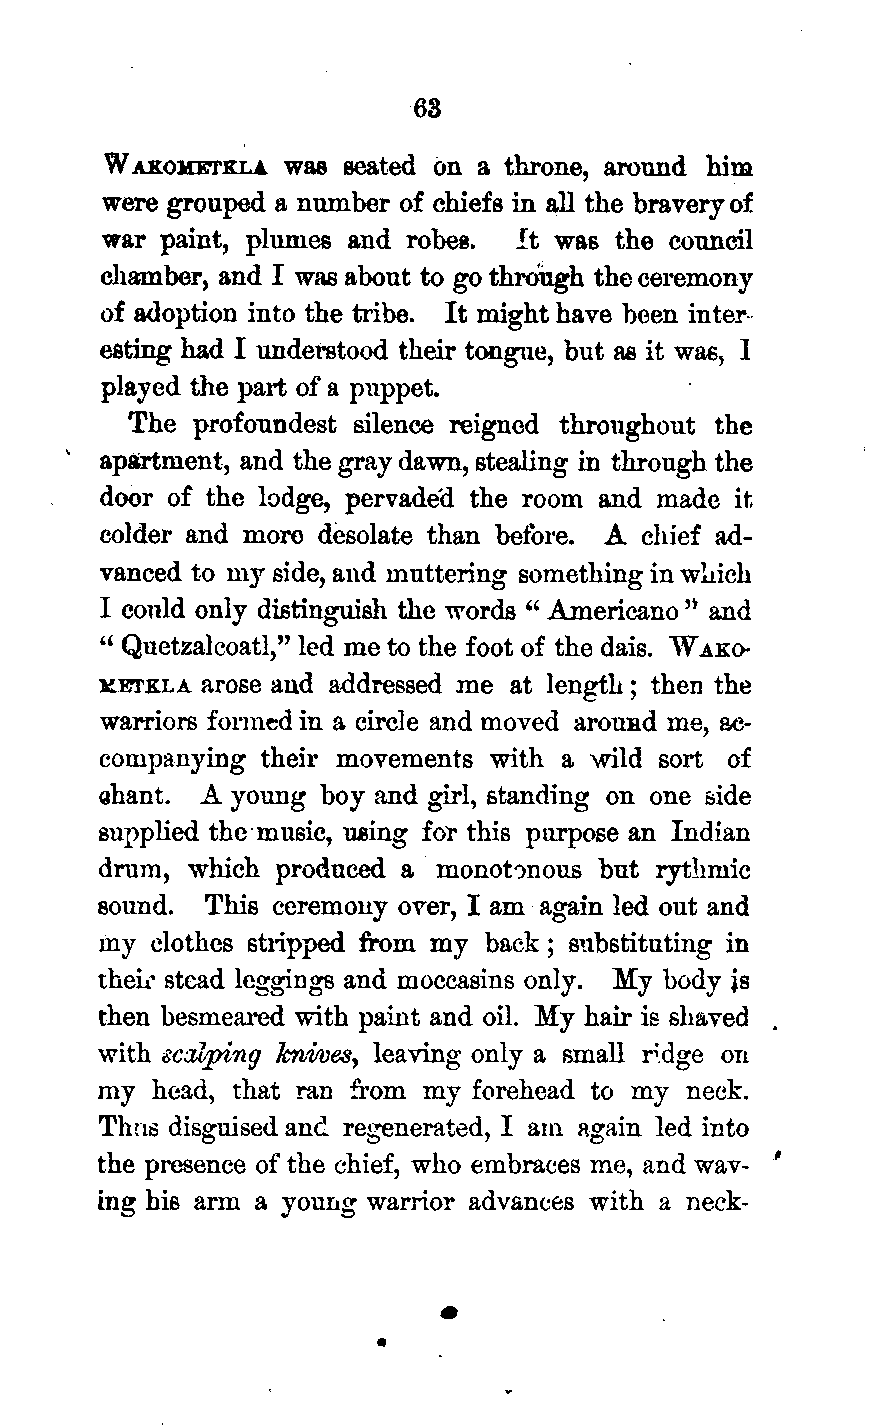 63
WAKOMETKLA was seated on a throne, around him
were grouped a number of chiefs in all the bravery of
war paint, plumes and robes. It was the council
chamber, and I was about to go through the ceremony
of adoption into the tribe. It might have been inter-
esting had I understood their tongue, but as it was, I
played the part of a puppet.
The profoundest silence reigned throughout the
apartment, and the gray dawn, stealing in through the
door of the lodge, pervaded the room and made it
colder and more desolate than before. A chief ad-
vanced to my side, and muttering something in which
I could only distinguish the words “ Americano ” and
“ Quetzalcoatl,” led me to the foot of the dais. WAKO-
METKLA arose and addressed me at length ; then the
warriors formed in a circle and moved around me, ac-
companying their movements with a wild sort of
chant. A young boy and girl, standing on one side
supplied the music, using for this purpose an Indian
drum, which produced a monotonous but rythmic
sound. This ceremony over, I am again led out and
my clothes stripped from my back ; substituting in
their stead leggings and moccasins only. My body is
then besmeared with paint and oil. My hair is shaved
with scalping knives, leaving only a small ridge on
my head, that ran from my forehead to my neck.
Thus disguised and regenerated, I am again led into
the presence of the chief, who embraces me, and wav-
ing his arm a young warrior advances with a neck-